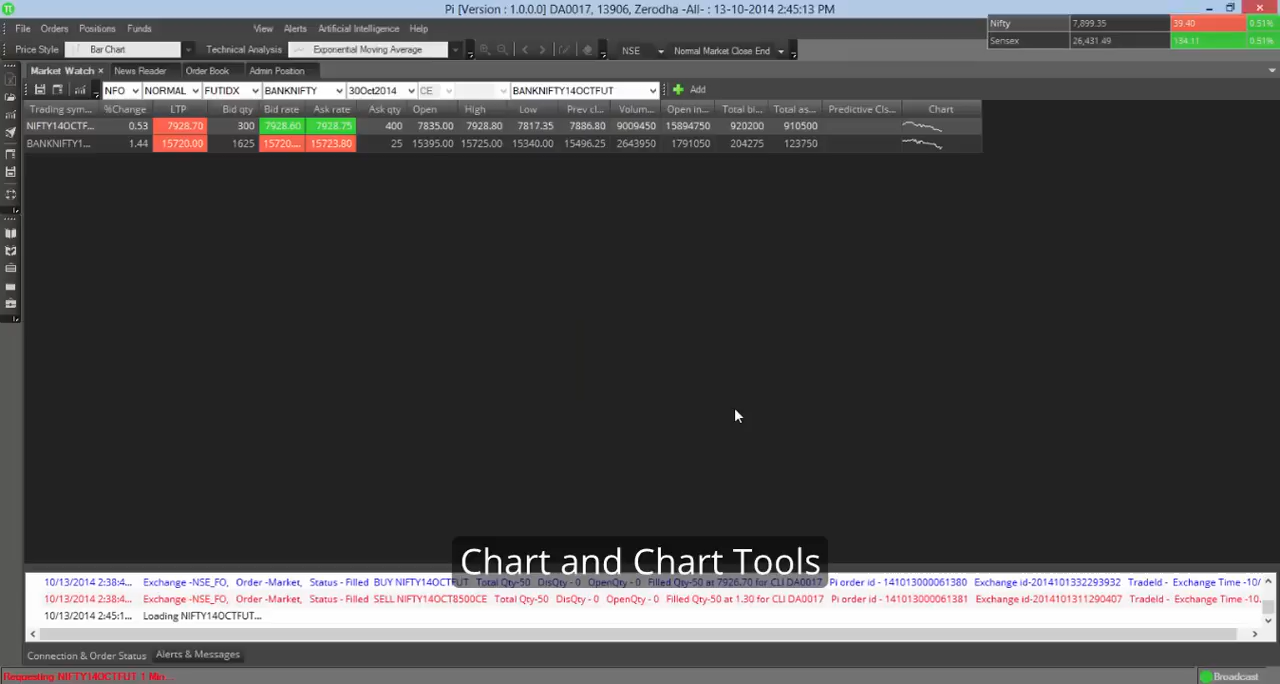 Pi [Version : 1.0.0.0] DA0017, 13906, Zerodha -All- : 13-10-2014 2:45:13 PM
File Orders Positions Funds View Alerts Artificial Intelligence Help
Nifty 7,899.35 39.40 0.51%
Sensex 26,431.49 134.11 0.51%
Price Style Bar Chart Technical Analysis Exponential Moving Average NSE Normal Market Close End
Market Watch × News Reader Order Book Admin Position
NFO NORMAL FUTIDX BANKNIFTY 30Oct2014 CE BANKNIFTY14OCTFUT Add
Trading sym... %Change LTP Bid qty Bid rate Ask rate Ask qty Open High Low Prev cl... Volum... Open in... Total bi... Total as... Predictive Cls... Chart
NIFTY14OCTF... 0.53 7928.70 300 7928.60 7928.75 400 7835.00 7928.80 7817.35 7886.80 9009450 15894750 920200 910500
BANKNIFTY1... 1.44 15720.00 1625 15720.... 15723.80 25 15395.00 15725.00 15340.00 15496.25 2643950 1791050 204275 123750
Chart and Chart Tools
10/13/2014 2:38:4... Exchange -NSE_FO, Order -Market, Status - Filled BUY NIFTY14OCTFUT Total Qty-50 DisQty - 0 OpenQty - 0 Filled Qty-50 at 7926.70 for CLI DA0017 Pi order id - 141013000061380 Exchange id-2014101332293932 TradeId - Exchange Time -10/
10/13/2014 2:38:4... Exchange -NSE_FO, Order -Market, Status - Filled SELL NIFTY14OCT8500CE Total Qty-50 DisQty - 0 OpenQty - 0 Filled Qty-50 at 1.30 for CLI DA0017 Pi order id - 141013000061381 Exchange id-2014101311290407 TradeId - Exchange Time -10.
10/13/2014 2:45:1... Loading NIFTY14OCTFUT...
Connection & Order Status Alerts & Messages
Requesting NIFTY14OCTFUT 1 Min... Broadcast